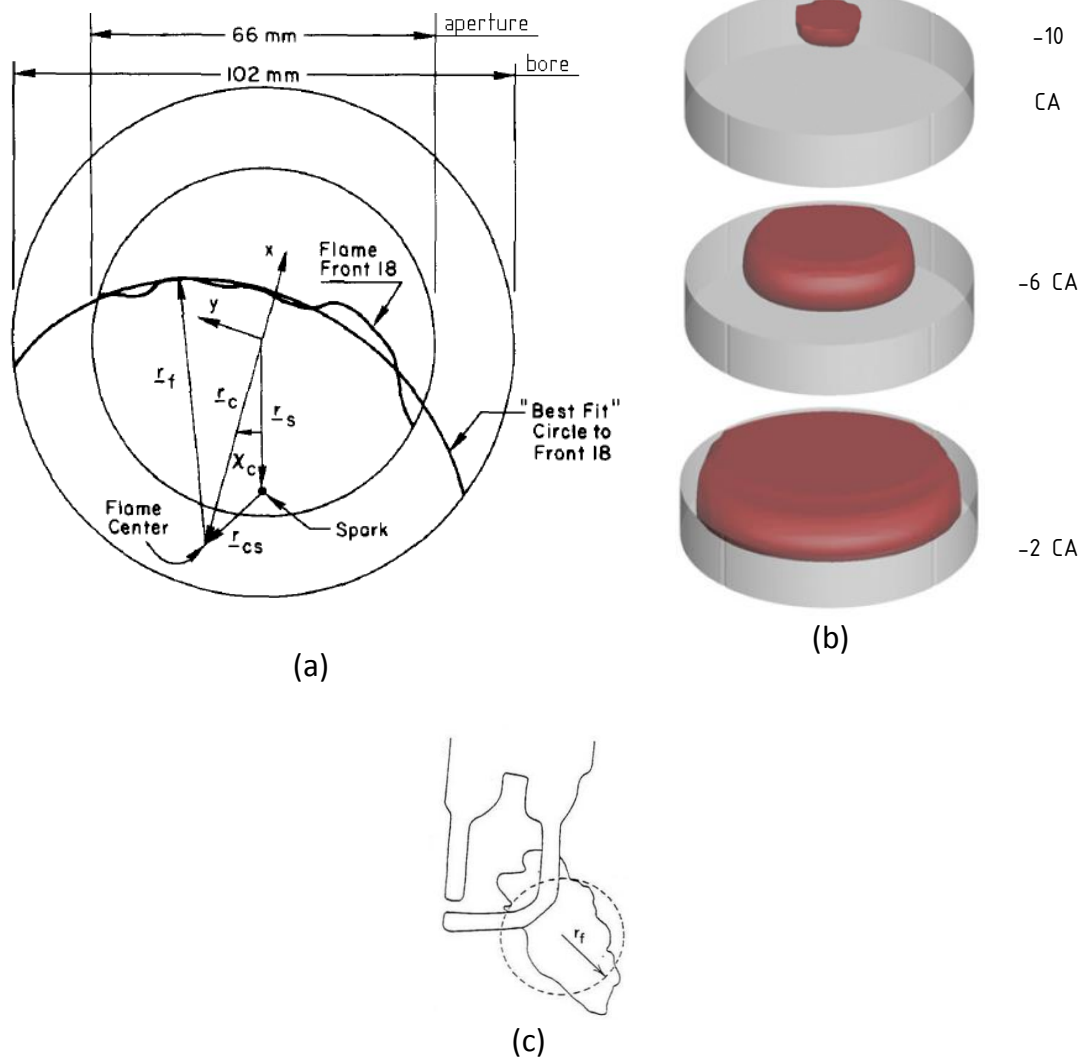 66 mm
aperture
102 mm
bore
x
Flame
Front 18
y
r_f
r_c
r_s
χ_c
"Best Fit"
Circle to
Front 18
Flame
Center
r_cs
Spark
(a)
-10
CA
-6 CA
-2 CA
(b)
r_f
(c)